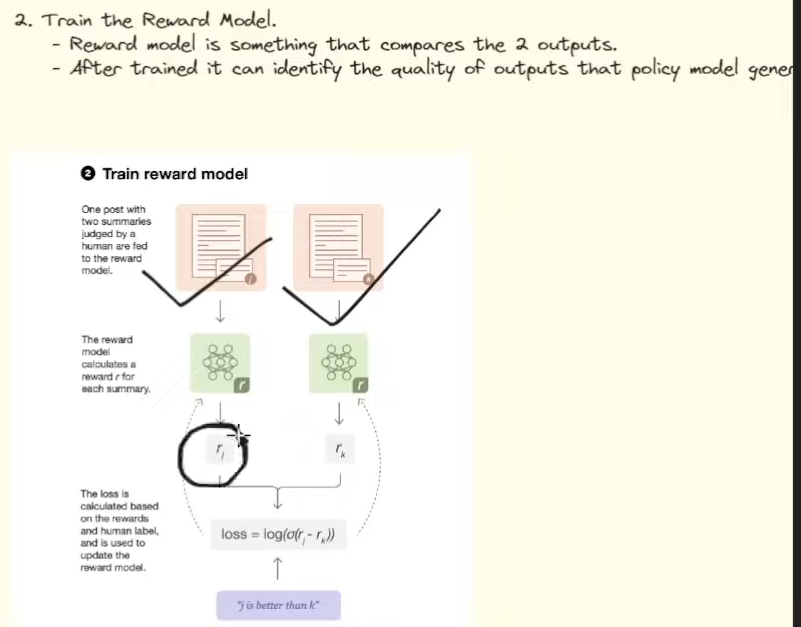 2. Train the Reward Model.
- Reward model is something that compares the 2 outputs.
- After trained it can identify the quality of outputs that policy model gener
2 Train reward model
One post with
two summaries
judged by a
human are fed
to the reward
model.
j
k
The reward
model
calculates a
reward r for
each summary.
r
r
rj
rk
The loss is
calculated based
on the rewards
and human label,
and is used to
update the
reward model.
loss = log(σ(rj - rk))
"j is better than k"